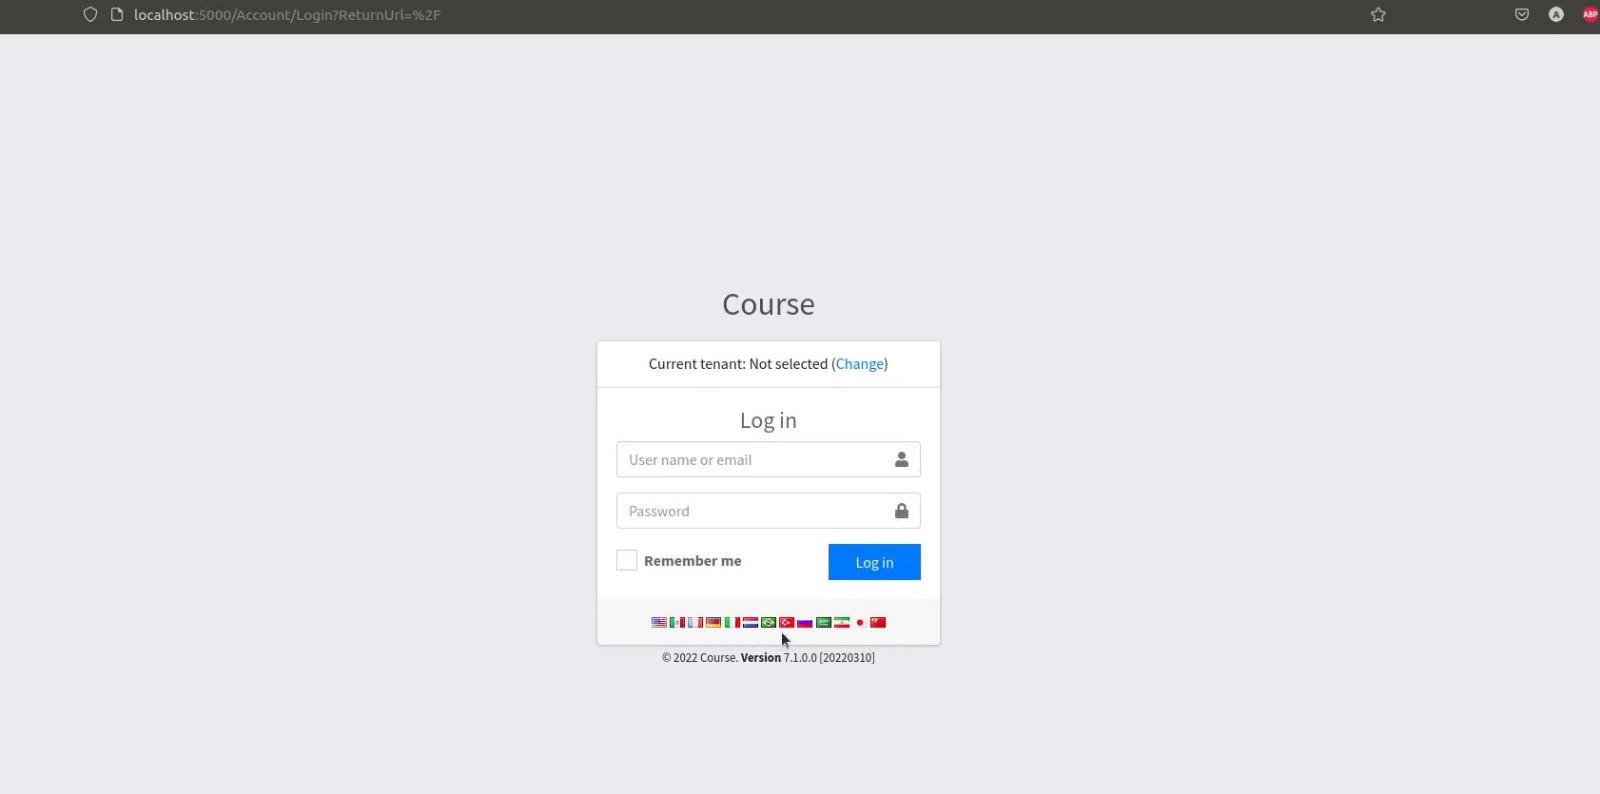 localhost:5000/Account/Login?ReturnUrl=%2F
A
ABP
Course
Current tenant: Not selected (Change)
Log in
User name or email
Password
Remember me
Log in
© 2022 Course. Version 7.1.0.0 [20220310]